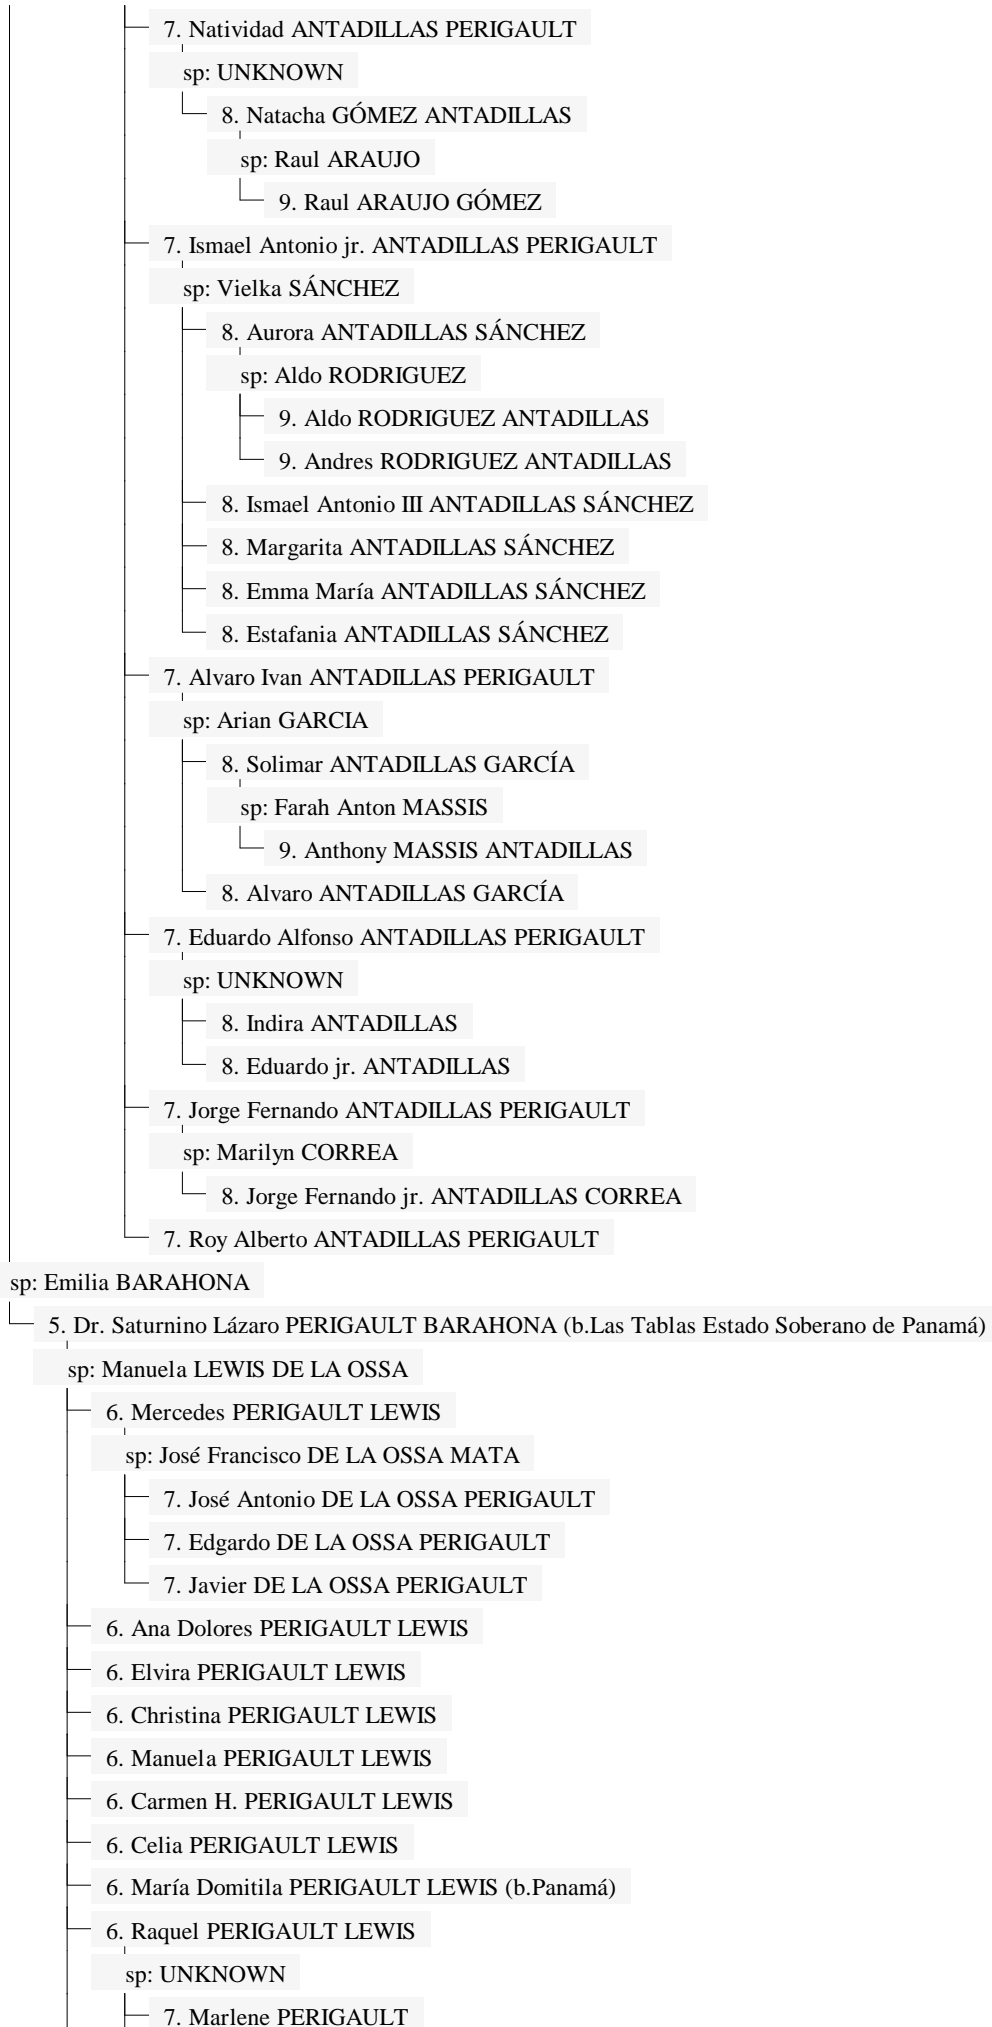 7. Natividad ANTADILLAS PERIGAULT
sp: UNKNOWN
8. Natacha GÓMEZ ANTADILLAS
sp: Raul ARAUJO
9. Raul ARAUJO GÓMEZ
7. Ismael Antonio jr. ANTADILLAS PERIGAULT
sp: Vielka SÁNCHEZ
8. Aurora ANTADILLAS SÁNCHEZ
sp: Aldo RODRIGUEZ
9. Aldo RODRIGUEZ ANTADILLAS
9. Andres RODRIGUEZ ANTADILLAS
8. Ismael Antonio III ANTADILLAS SÁNCHEZ
8. Margarita ANTADILLAS SÁNCHEZ
8. Emma María ANTADILLAS SÁNCHEZ
8. Estafania ANTADILLAS SÁNCHEZ
7. Alvaro Ivan ANTADILLAS PERIGAULT
sp: Arian GARCIA
8. Solimar ANTADILLAS GARCÍA
sp: Farah Anton MASSIS
9. Anthony MASSIS ANTADILLAS
8. Alvaro ANTADILLAS GARCÍA
7. Eduardo Alfonso ANTADILLAS PERIGAULT
sp: UNKNOWN
8. Indira ANTADILLAS
8. Eduardo jr. ANTADILLAS
7. Jorge Fernando ANTADILLAS PERIGAULT
sp: Marilyn CORREA
8. Jorge Fernando jr. ANTADILLAS CORREA
7. Roy Alberto ANTADILLAS PERIGAULT
sp: Emilia BARAHONA
5. Dr. Saturnino Lázaro PERIGAULT BARAHONA (b.Las Tablas Estado Soberano de Panamá)
sp: Manuela LEWIS DE LA OSSA
6. Mercedes PERIGAULT LEWIS
sp: José Francisco DE LA OSSA MATA
7. José Antonio DE LA OSSA PERIGAULT
7. Edgardo DE LA OSSA PERIGAULT
7. Javier DE LA OSSA PERIGAULT
6. Ana Dolores PERIGAULT LEWIS
6. Elvira PERIGAULT LEWIS
6. Christina PERIGAULT LEWIS
6. Manuela PERIGAULT LEWIS
6. Carmen H. PERIGAULT LEWIS
6. Celia PERIGAULT LEWIS
6. María Domitila PERIGAULT LEWIS (b.Panamá)
6. Raquel PERIGAULT LEWIS
sp: UNKNOWN
7. Marlene PERIGAULT